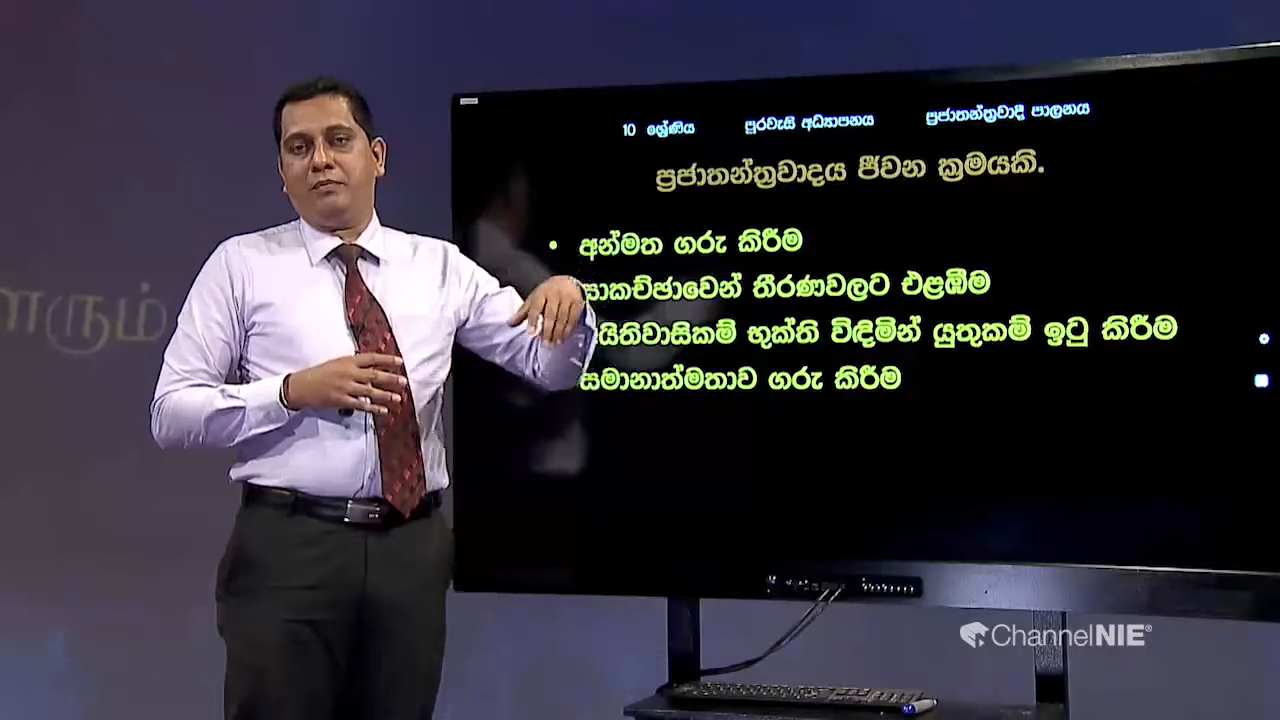 10 ශ්‍රේණිය පුරවැසි අධ්‍යාපනය ප්‍රජාතන්ත්‍රවාදී පාලනය
ප්‍රජාතන්ත්‍රවාදය ජීවන ක්‍රමයකි.
• අන්මත ගරු කිරීම
සාකච්ඡාවෙන් තීරණවලට එළඹීම
භුක්ති විඳිමින් යුතුකම් ඉටු කිරීම
සමානාත්මතාව ගරු කිරීම
ChannelNIE®